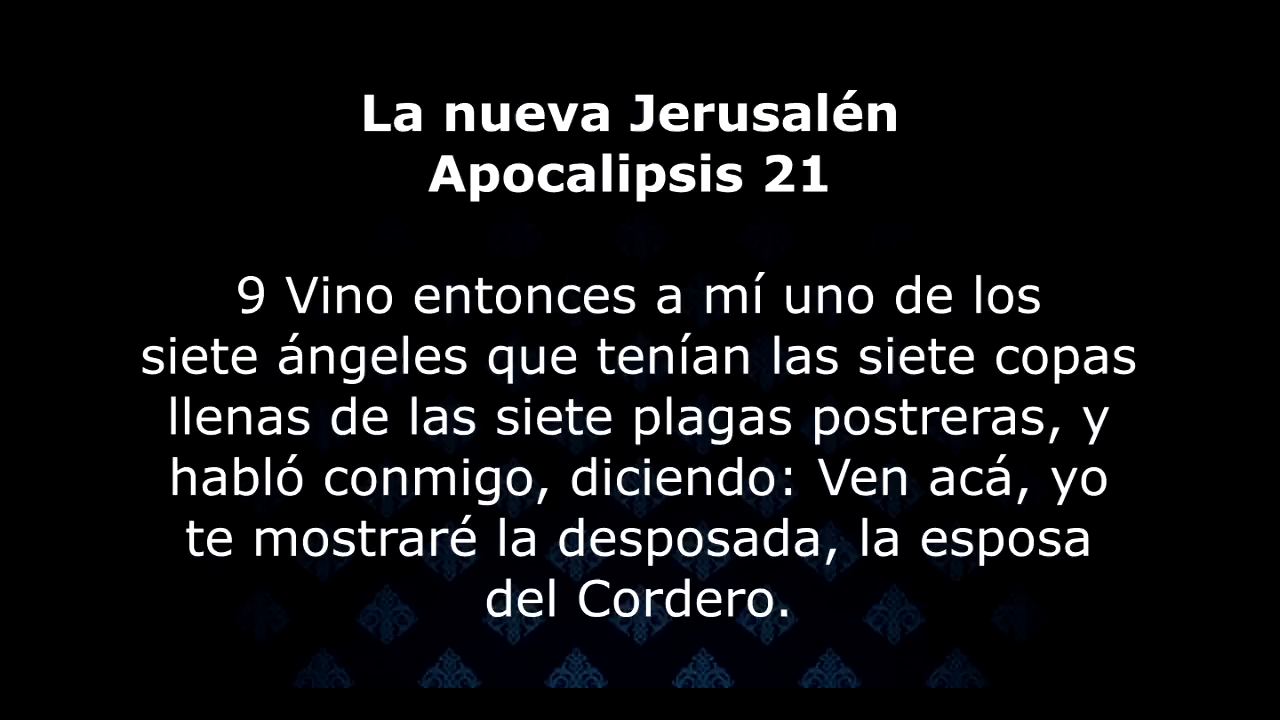 La nueva Jerusalén
Apocalipsis 21
9 Vino entonces a mí uno de los
siete ángeles que tenían las siete copas
llenas de las siete plagas postreras, y
habló conmigo, diciendo: Ven acá, yo
te mostraré la desposada, la esposa
del Cordero.